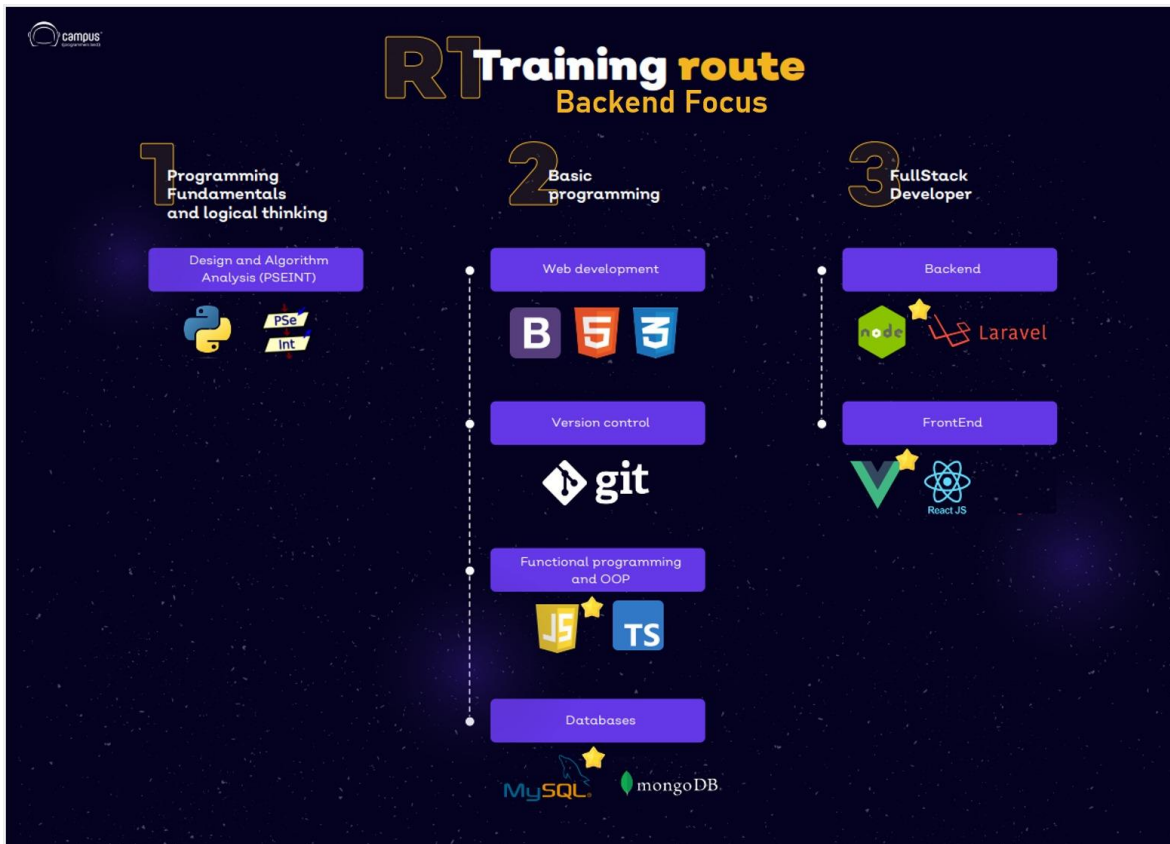 campus
R1 Training route
Backend Focus
1
Programming
Fundamentals
and logical thinking
Design and Algorithm
Analysis (PSEINT)
PSe
Int
2
Basic
programming
Web development
B
5
3
Version control
git
Functional programming
and OOP
JS
TS
Databases
MySQL
mongoDB
3
FullStack
Developer
Backend
node
Laravel
FrontEnd
React JS